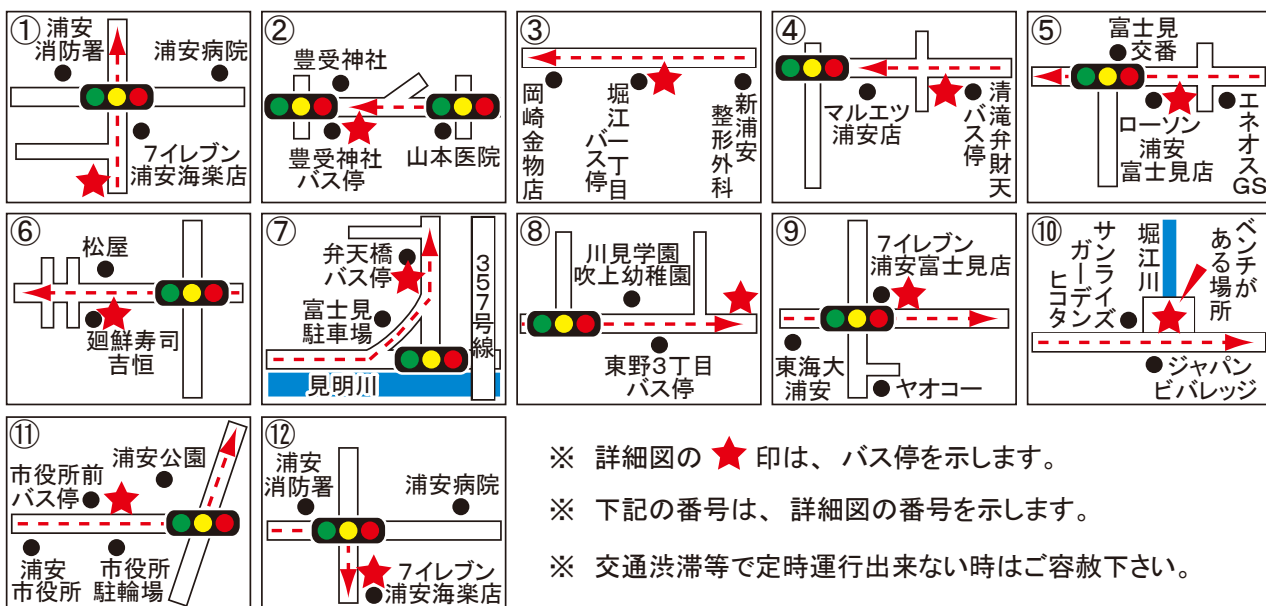 ①
浦安
消防署
浦安病院
7イレブン
浦安海楽店
②
豊受神社
豊受神社
バス停
山本医院
③
岡崎金物店
堀江一丁目
バス停
新浦安
整形外科
④
マルエツ
浦安店
清滝弁財天
バス停
⑤
富士見
交番
ローソン
浦安
富士見店
エネオス
GS
⑥
松屋
廻鮮寿司
吉恒
⑦
弁天橋
バス停
富士見
駐車場
357号線
見明川
⑧
川見学園
吹上幼稚園
東野3丁目
バス停
⑨
7イレブン
浦安富士見店
東海大
浦安
ヤオコー
⑩
サンライズ
ガーデイン
ヒコタンズ
堀江川
ベンチが
ある場所
ジャパン
ビバレッジ
⑪
浦安公園
市役所前
バス停
浦安
市役所
市役所
駐輪場
⑫
浦安
消防署
浦安病院
7イレブン
浦安海楽店
※ 詳細図の ★ 印は、バス停を示します。
※ 下記の番号は、詳細図の番号を示します。
※ 交通渋滞等で定時運行出来ない時はご容赦下さい。